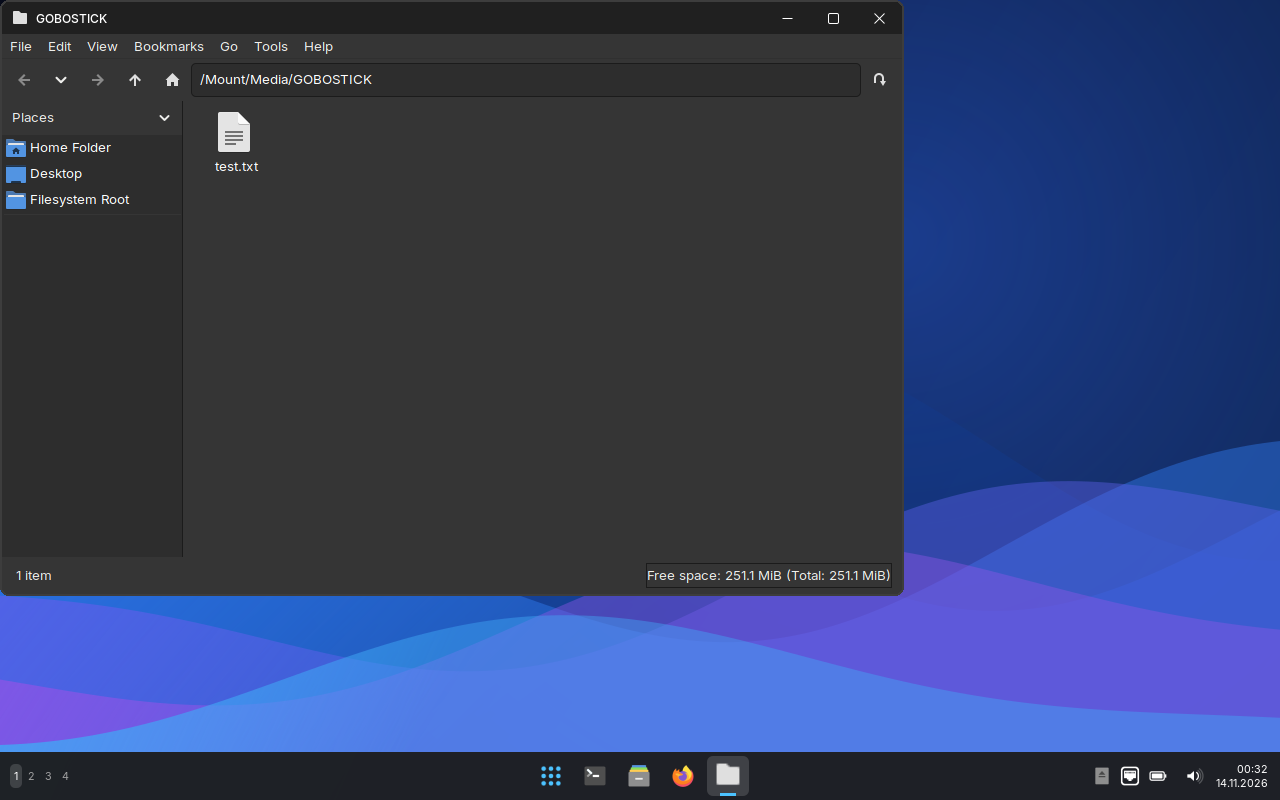 GOBOSTICK
File Edit View Bookmarks Go Tools Help
/Mount/Media/GOBOSTICK
Places
Home Folder
Desktop
Filesystem Root
test.txt
1 item
Free space: 251.1 MiB (Total: 251.1 MiB)
1 2 3 4
00:32
14.11.2026